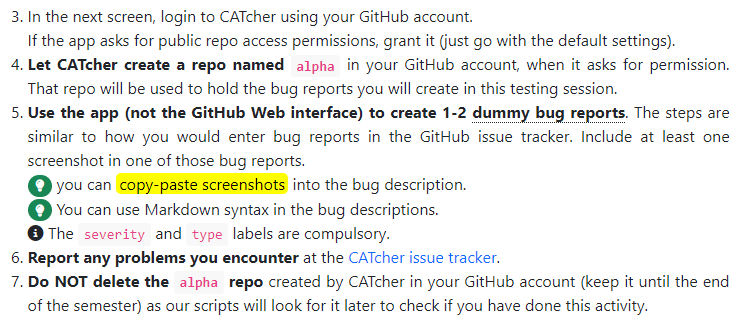 3. In the next screen, login to CATcher using your GitHub account.
If the app asks for public repo access permissions, grant it (just go with the default settings).
4. Let CATcher create a repo named alpha in your GitHub account, when it asks for permission.
That repo will be used to hold the bug reports you will create in this testing session.
5. Use the app (not the GitHub Web interface) to create 1-2 dummy bug reports. The steps are
similar to how you would enter bug reports in the GitHub issue tracker. Include at least one
screenshot in one of those bug reports.
you can copy-paste screenshots into the bug description.
You can use Markdown syntax in the bug descriptions.
The severity and type labels are compulsory.
6. Report any problems you encounter at the CATcher issue tracker.
7. Do NOT delete the alpha repo created by CATcher in your GitHub account (keep it until the end
of the semester) as our scripts will look for it later to check if you have done this activity.